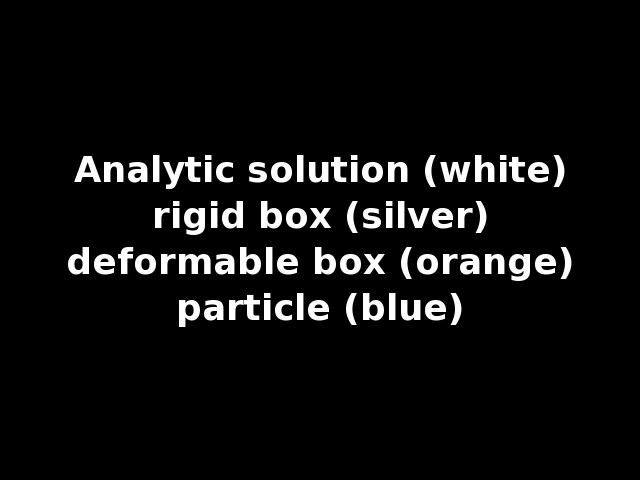 Analytic solution (white)
rigid box (silver)
deformable box (orange)
particle (blue)